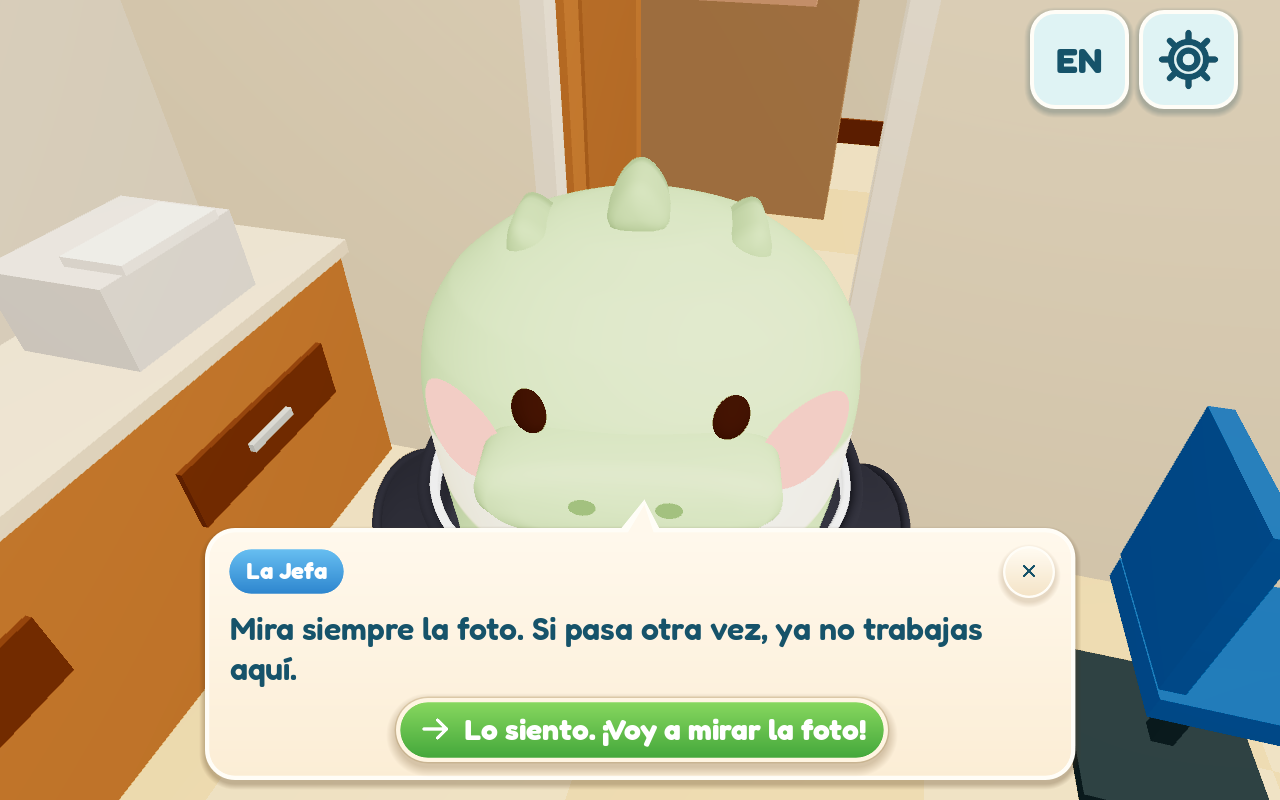 EN
La Jefa
Mira siempre la foto. Si pasa otra vez, ya no trabajas
aquí.
Lo siento. ¡Voy a mirar la foto!